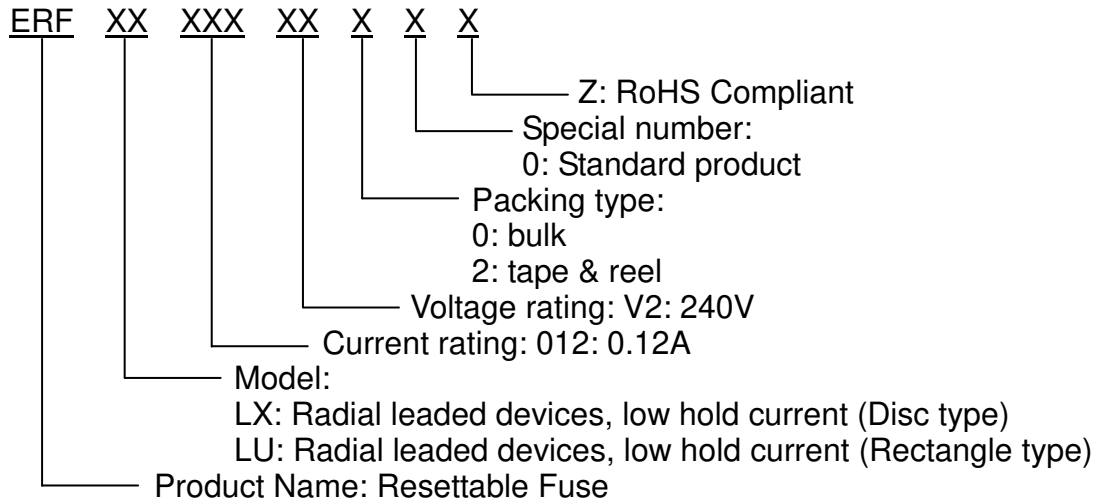 ERF XX XXX XX X X X
Z: RoHS Compliant
Special number:
0: Standard product
Packing type:
0: bulk
2: tape & reel
Voltage rating: V2: 240V
Current rating: 012: 0.12A
Model:
LX: Radial leaded devices, low hold current (Disc type)
LU: Radial leaded devices, low hold current (Rectangle type)
Product Name: Resettable Fuse